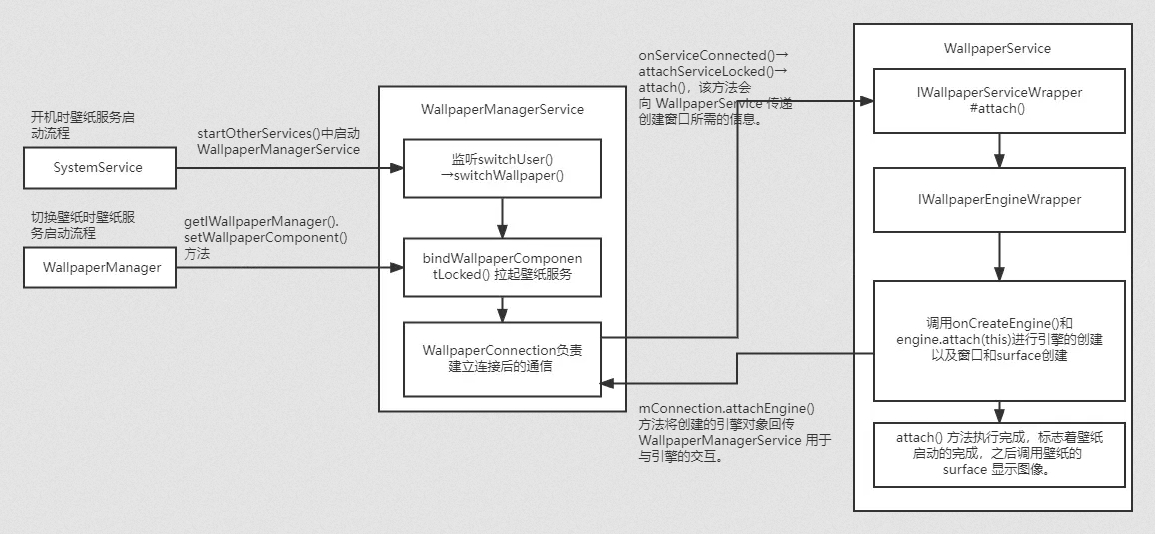 开机时壁纸服务启
动流程
SystemService
startOtherServices()中启动
WallpaperManagerService
切换壁纸时壁纸服
务启动流程
WallpaperManager
getIWallpaperManager().
setWallpaperComponent()
方法
WallpaperManagerService
监听switchUser()
→switchWallpaper()
bindWallpaperComponen
tLocked() 拉起壁纸服务
WallpaperConnection负责
建立连接后的通信
onServiceConnected()→
attachServiceLocked()→
attach()，该方法会
向 WallpaperService 传递
创建窗口所需的信息。
mConnection.attachEngine()
方法将创建的引擎对象回传
WallpaperManagerService 用于
与引擎的交互。
WallpaperService
IWallpaperServiceWrapper
#attach()
IWallpaperEngineWrapper
调用onCreateEngine()和
engine.attach(this)进行引擎的创建
以及窗口和surface创建
attach() 方法执行完成，标志着壁纸
启动的完成，之后调用壁纸的
surface 显示图像。